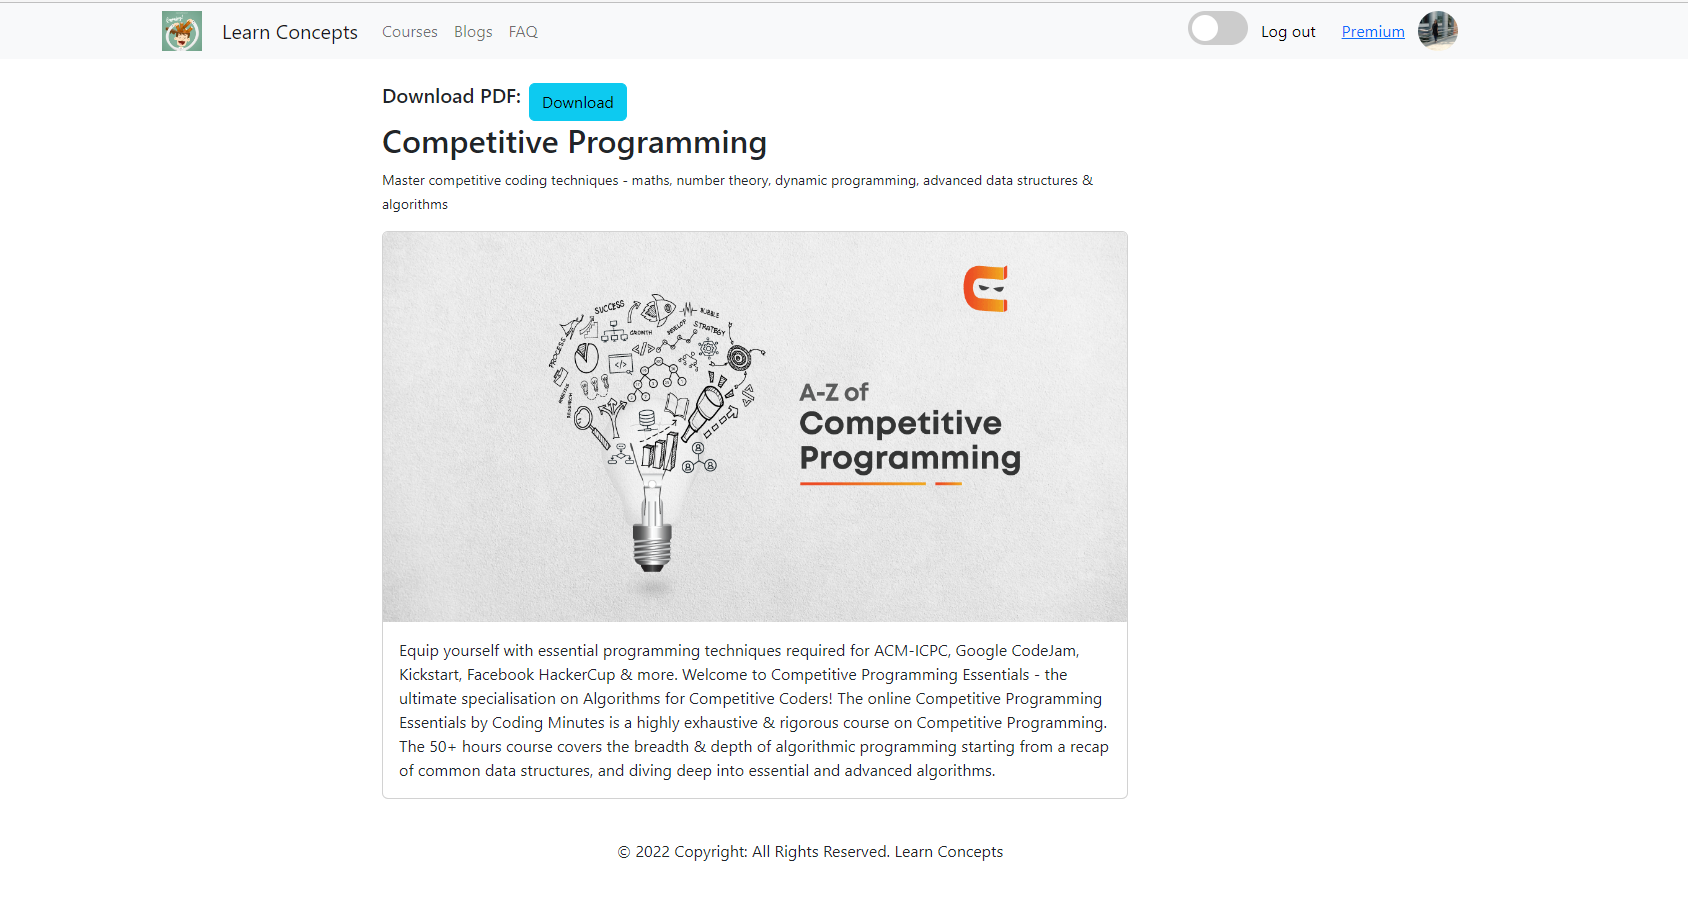 Learn Concepts Courses Blogs FAQ Log out Premium
Download PDF: Download
Competitive Programming
Master competitive coding techniques - maths, number theory, dynamic programming, advanced data structures &
algorithms
SUCCESS
BUBBLE
GROWTH
DEVELOP
STRATEGY
PROCESS
</>
</>
RESEARCH
A-Z of
Competitive
Programming
Equip yourself with essential programming techniques required for ACM-ICPC, Google CodeJam,
Kickstart, Facebook HackerCup & more. Welcome to Competitive Programming Essentials - the
ultimate specialisation on Algorithms for Competitive Coders! The online Competitive Programming
Essentials by Coding Minutes is a highly exhaustive & rigorous course on Competitive Programming.
The 50+ hours course covers the breadth & depth of algorithmic programming starting from a recap
of common data structures, and diving deep into essential and advanced algorithms.
© 2022 Copyright: All Rights Reserved. Learn Concepts